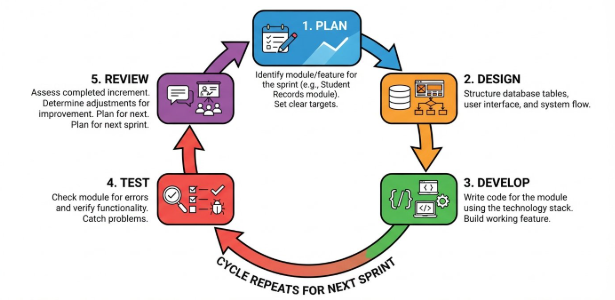 1. PLAN
Identify module/feature for
the sprint (e.g., Student
Records module).
Set clear targets.
2. DESIGN
Structure database tables,
user interface, and system flow.
3. DEVELOP
Write code for the module
using the technology stack.
Build working feature.
4. TEST
Check module for errors
and verify functionality.
Catch problems.
5. REVIEW
Assess completed increment.
Determine adjustments for
improvement. Plan for next.
Plan for next sprint.
CYCLE REPEATS FOR NEXT SPRINT